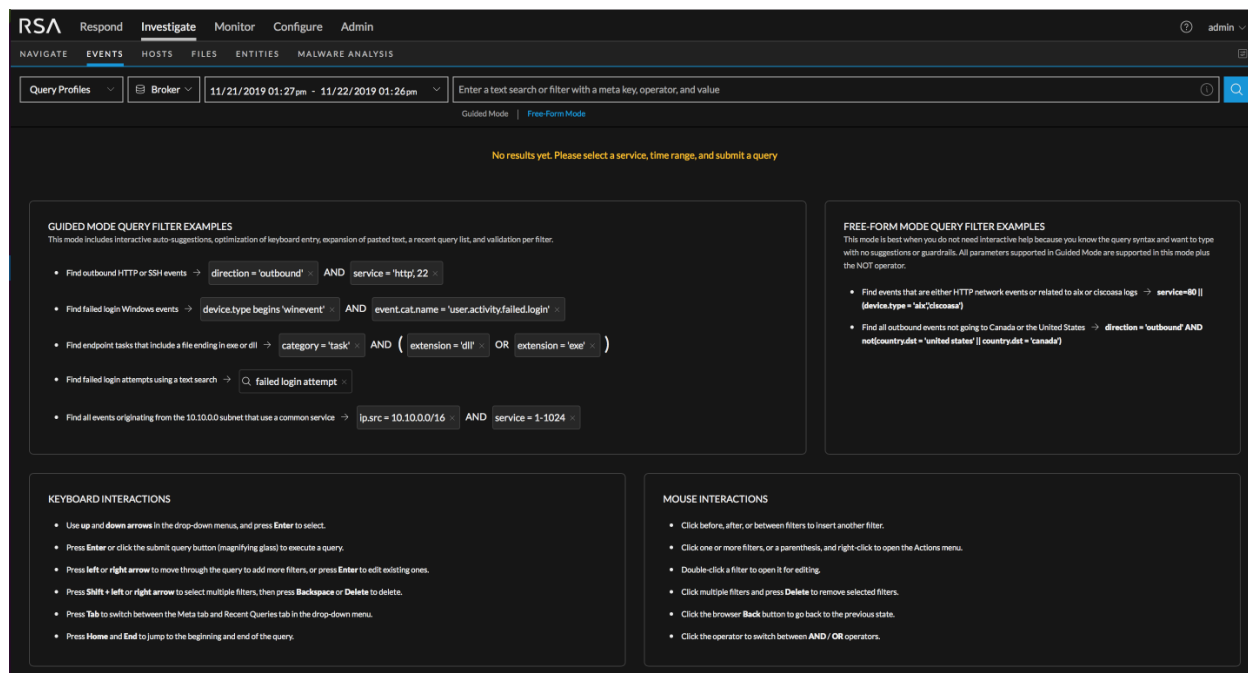 RSA Respond Investigate Monitor Configure Admin admin
NAVIGATE EVENTS HOSTS FILES ENTITIES MALWARE ANALYSIS
Query Profiles Broker 11/21/2019 01:27pm - 11/22/2019 01:26pm Enter a text search or filter with a meta key, operator, and value
Guided Mode | Free-Form Mode
No results yet. Please select a service, time range, and submit a query
GUIDED MODE QUERY FILTER EXAMPLES
This mode includes interactive auto-suggestions, optimization of keyboard entry, expansion of pasted text, a recent query list, and validation per filter.
• Find outbound HTTP or SSH events → direction = 'outbound' × AND service = 'http', 22 ×
• Find failed login Windows events → device.type begins 'winevent' × AND event.cat.name = 'user.activity.failed.login' ×
• Find endpoint tasks that include a file ending in exe or dll → category = 'task' × AND ( extension = 'dll' × OR extension = 'exe' × )
• Find failed login attempts using a text search → failed login attempt ×
• Find all events originating from the 10.10.0.0 subnet that use a common service → ip.src = 10.10.0.0/16 × AND service = 1-1024 ×
FREE-FORM MODE QUERY FILTER EXAMPLES
This mode is best when you do not need interactive help because you know the query syntax and want to type
with no suggestions or guardrails. All parameters supported in Guided Mode are supported in this mode plus
the NOT operator.
• Find events that are either HTTP network events or related to aix or ciscoasa logs → service=80 ||
(device.type = 'aix','ciscoasa')
• Find all outbound events not going to Canada or the United States → direction = 'outbound' AND
not(country.dst = 'united states' || country.dst = 'canada')
KEYBOARD INTERACTIONS
• Use up and down arrows in the drop-down menus, and press Enter to select.
• Press Enter or click the submit query button (magnifying glass) to execute a query.
• Press left or right arrow to move through the query to add more filters, or press Enter to edit existing ones.
• Press Shift + left or right arrow to select multiple filters, then press Backspace or Delete to delete.
• Press Tab to switch between the Meta tab and Recent Queries tab in the drop-down menu.
• Press Home and End to jump to the beginning and end of the query.
MOUSE INTERACTIONS
• Click before, after, or between filters to insert another filter.
• Click one or more filters, or a parenthesis, and right-click to open the Actions menu.
• Double-click a filter to open it for editing.
• Click multiple filters and press Delete to remove selected filters.
• Click the browser Back button to go back to the previous state.
• Click the operator to switch between AND / OR operators.